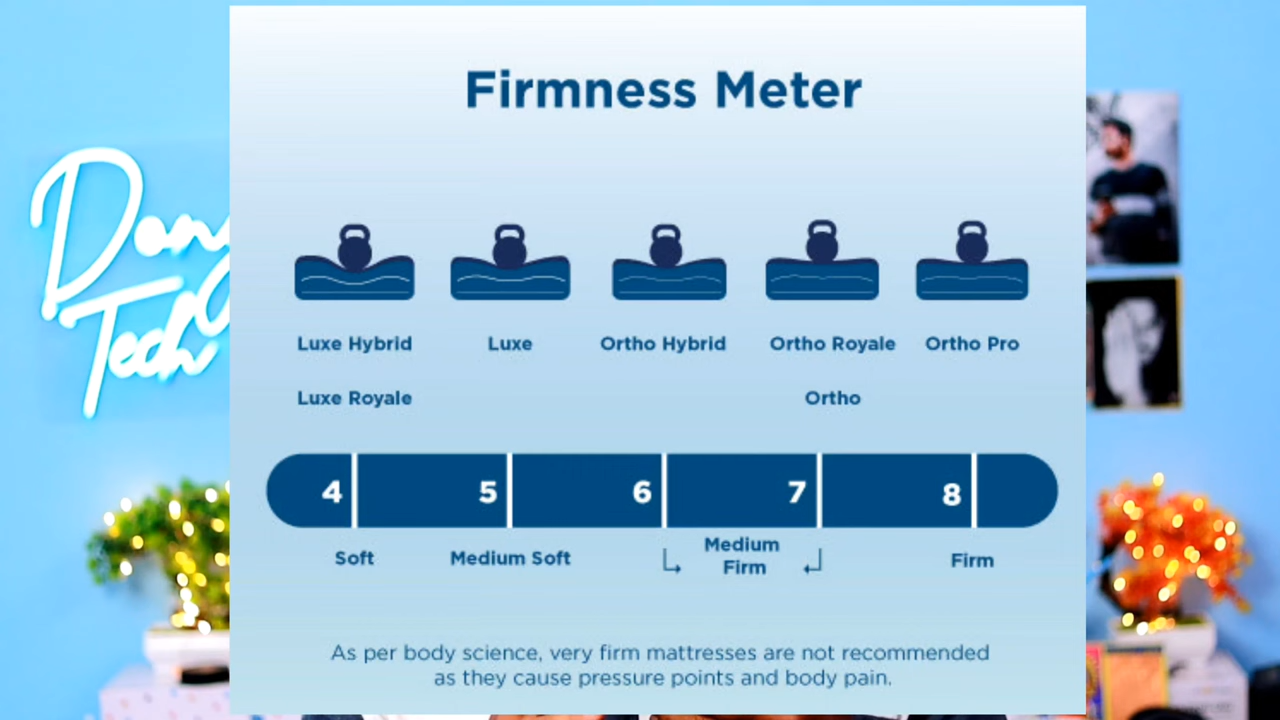 Firmness Meter
Luxe Hybrid
Luxe
Ortho Hybrid
Ortho Royale
Ortho Pro
Luxe Royale
Ortho
4
5
6
7
8
Soft
Medium Soft
Medium
Firm
Firm
As per body science, very firm mattresses are not recommended
as they cause pressure points and body pain.
Tech